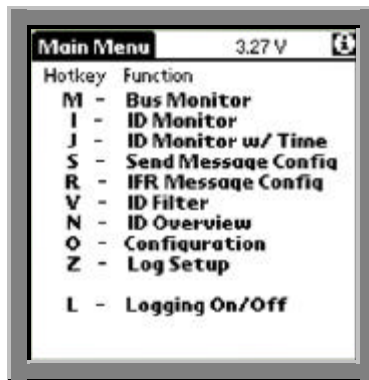 Main Menu 3.27 V i
Hotkey Function
M - Bus Monitor
I - ID Monitor
J - ID Monitor w/ Time
S - Send Message Config
R - IFR Message Config
V - ID Filter
N - ID Overview
O - Configuration
Z - Log Setup
L - Logging On/Off